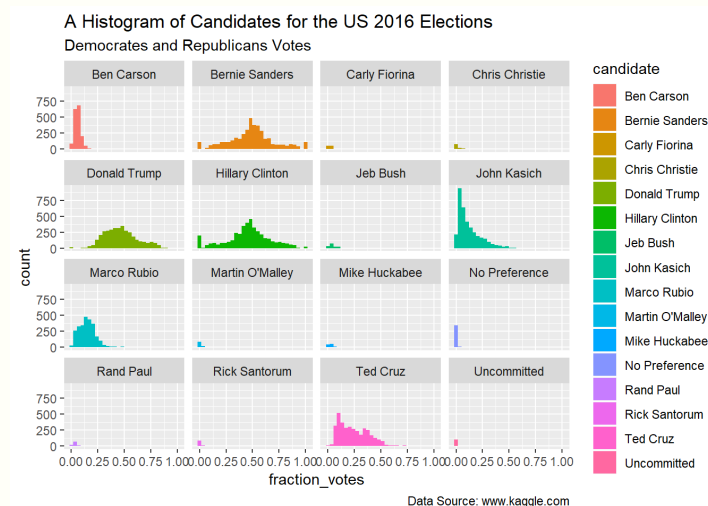 A Histogram of Candidates for the US 2016 Elections
Democrates and Republicans Votes
Ben Carson Bernie Sanders Carly Fiorina Chris Christie
750
500
250
0
Donald Trump Hillary Clinton Jeb Bush John Kasich
750
500
250
0
Marco Rubio Martin O'Malley Mike Huckabee No Preference
750
500
250
0
Rand Paul Rick Santorum Ted Cruz Uncommitted
750
500
250
0
0.00 0.25 0.50 0.75 1.00 0.00 0.25 0.50 0.75 1.00 0.00 0.25 0.50 0.75 1.00 0.00 0.25 0.50 0.75 1.00
count
fraction_votes
candidate
Ben Carson
Bernie Sanders
Carly Fiorina
Chris Christie
Donald Trump
Hillary Clinton
Jeb Bush
John Kasich
Marco Rubio
Martin O'Malley
Mike Huckabee
No Preference
Rand Paul
Rick Santorum
Ted Cruz
Uncommitted
Data Source: www.kaggle.com